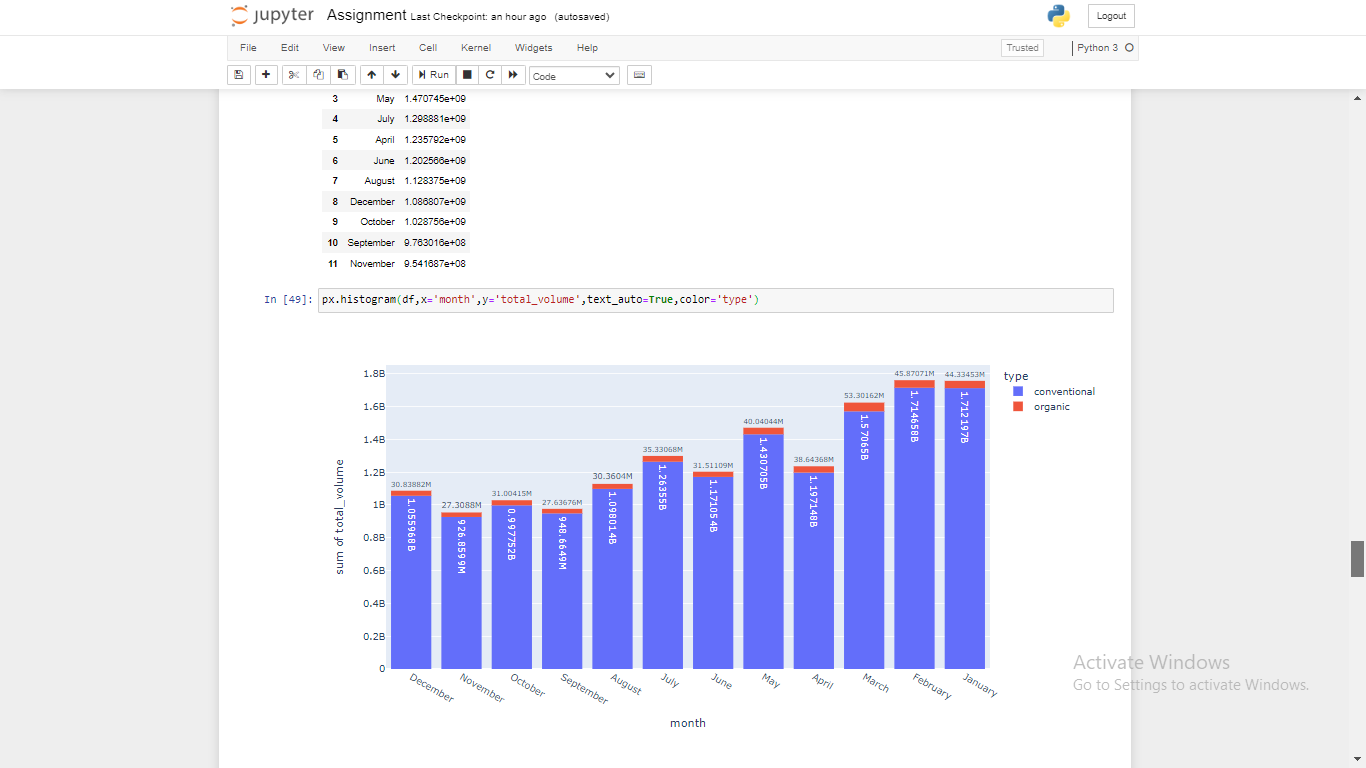 jupyter Assignment Last Checkpoint: an hour ago (autosaved) Logout
File Edit View Insert Cell Kernel Widgets Help Trusted Python 3
Run Code
3 May 1.470745e+09
4 July 1.298881e+09
5 April 1.235792e+09
6 June 1.202566e+09
7 August 1.128375e+09
8 December 1.086807e+09
9 October 1.028756e+09
10 September 9.763016e+08
11 November 9.541687e+08
In [49]: px.histogram(df,x='month',y='total_volume',text_auto=True,color='type')
type
conventional
organic
sum of total_volume
1.8B
1.6B
1.4B
1.2B
1B
0.8B
0.6B
0.4B
0.2B
0
30.83882M
27.3088M
31.00415M
27.63676M
30.3604M
35.33068M
31.51109M
40.04044M
38.64368M
53.30162M
45.87071M
44.33453M
1.055968B
926.8599M
0.997752B
948.6649M
1.098014B
1.26355B
1.171054B
1.430705B
1.197148B
1.57065B
1.714658B
1.712197B
December
November
October
September
August
July
June
May
April
March
February
January
month
Activate Windows
Go to Settings to activate Windows.